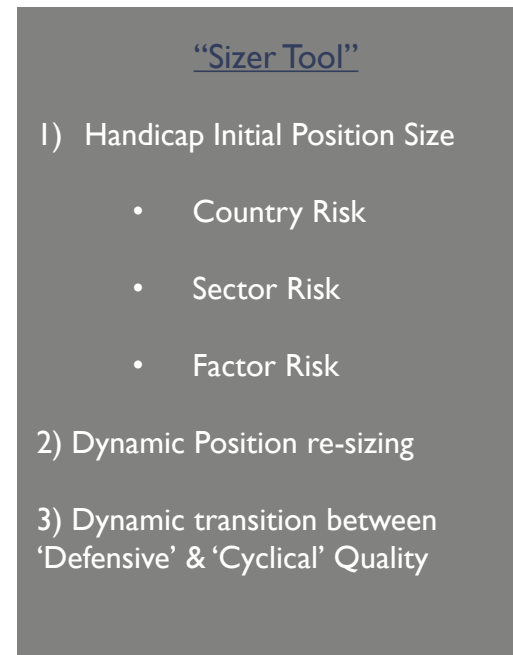 “Sizer Tool”
1) Handicap Initial Position Size
• Country Risk
• Sector Risk
• Factor Risk
2) Dynamic Position re-sizing
3) Dynamic transition between
‘Defensive’ & ‘Cyclical’ Quality